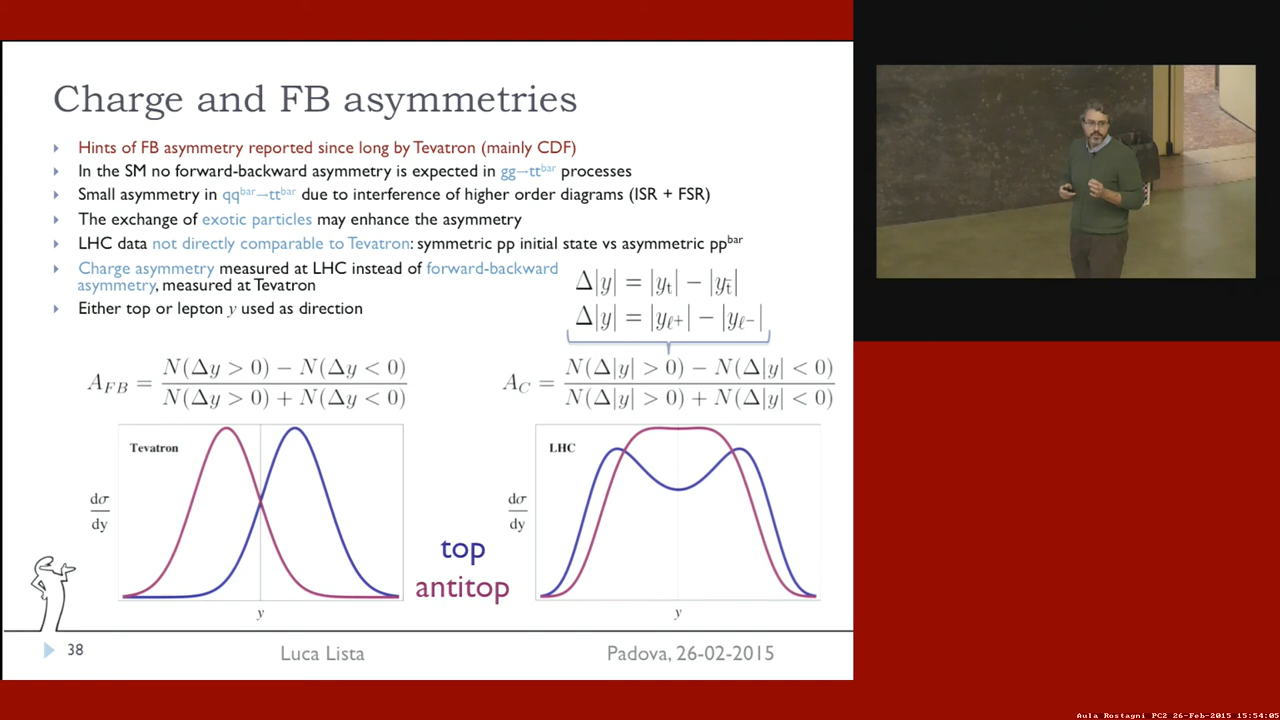 Charge and FB asymmetries
Hints of FB asymmetry reported since long by Tevatron (mainly CDF)
In the SM no forward-backward asymmetry is expected in gg→tt^bar processes
Small asymmetry in qq^bar→tt^bar due to interference of higher order diagrams (ISR + FSR)
The exchange of exotic particles may enhance the asymmetry
LHC data not directly comparable to Tevatron: symmetric pp initial state vs asymmetric pp^bar
Charge asymmetry measured at LHC instead of forward-backward
asymmetry, measured at Tevatron
Either top or lepton y used as direction
Δ|y| = |y_t| − |y_t̄|
Δ|y| = |y_ℓ+| − |y_ℓ−|
A_FB = N(Δy > 0) − N(Δy < 0)
N(Δy > 0) + N(Δy < 0)
A_C = N(Δ|y| > 0) − N(Δ|y| < 0)
N(Δ|y| > 0) + N(Δ|y| < 0)
Tevatron
dσ
dy
y
LHC
dσ
dy
y
top
antitop
38
Luca Lista
Padova, 26-02-2015
Aula Rostagni PC2 26-Feb-2015 15:54:05